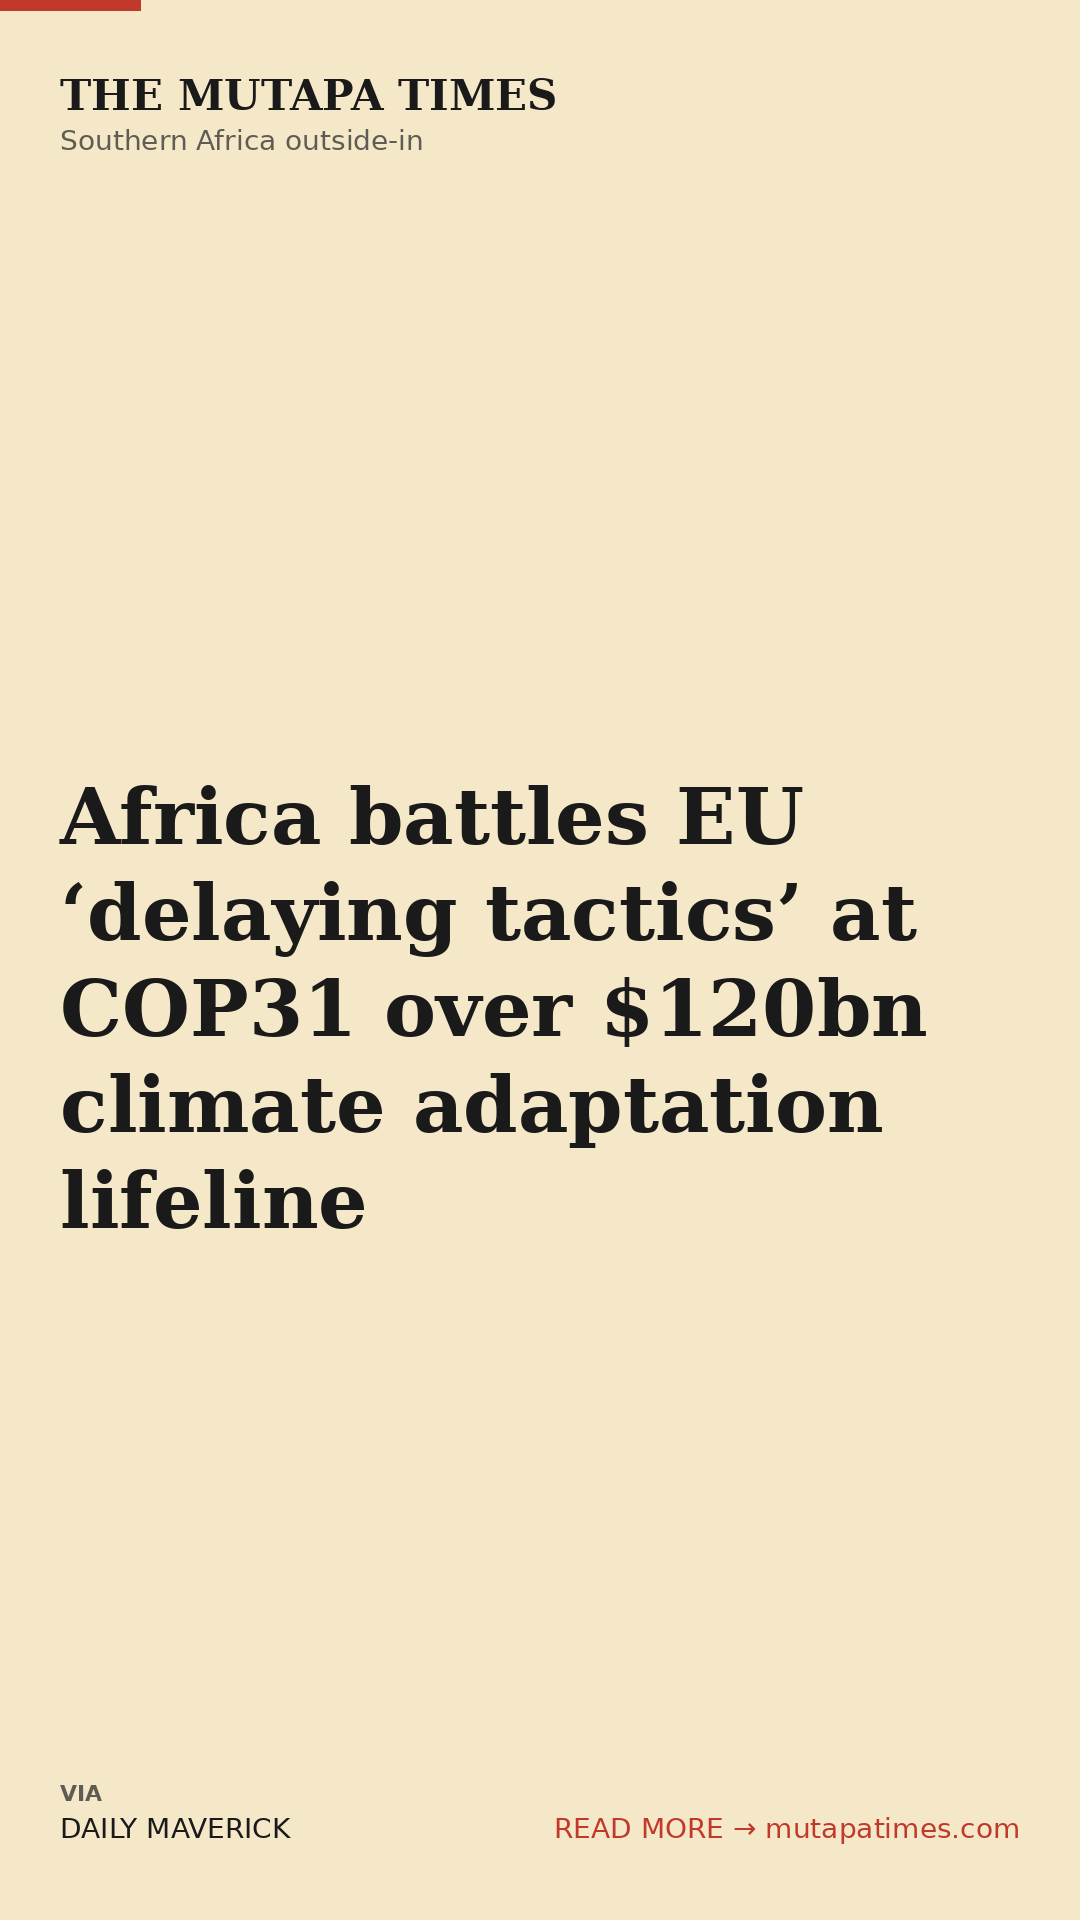 THE MUTAPA TIMES
Southern Africa outside-in
Africa battles EU
‘delaying tactics’ at
COP31 over $120bn
climate adaptation
lifeline
VIA
DAILY MAVERICK
READ MORE → mutapatimes.com